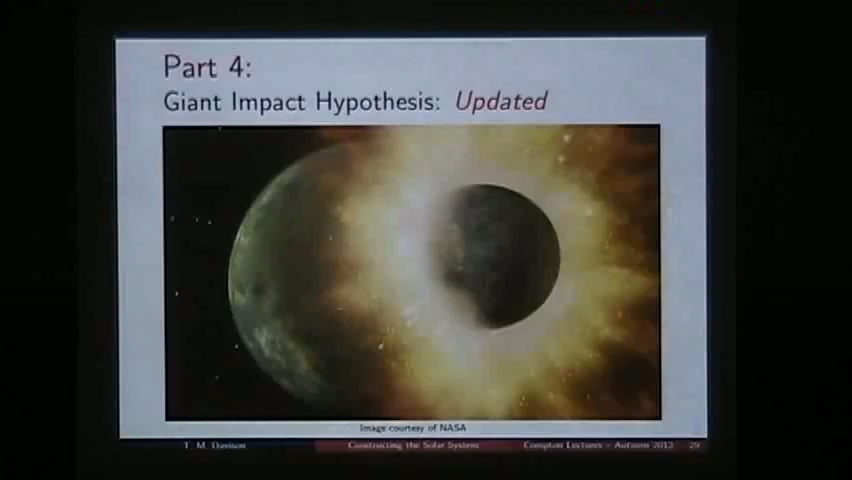 Part 4:
Giant Impact Hypothesis: Updated
Image courtesy of NASA
T. M. Davison
Constructing the Solar System
Compton Lectures – Autumn 2012
29